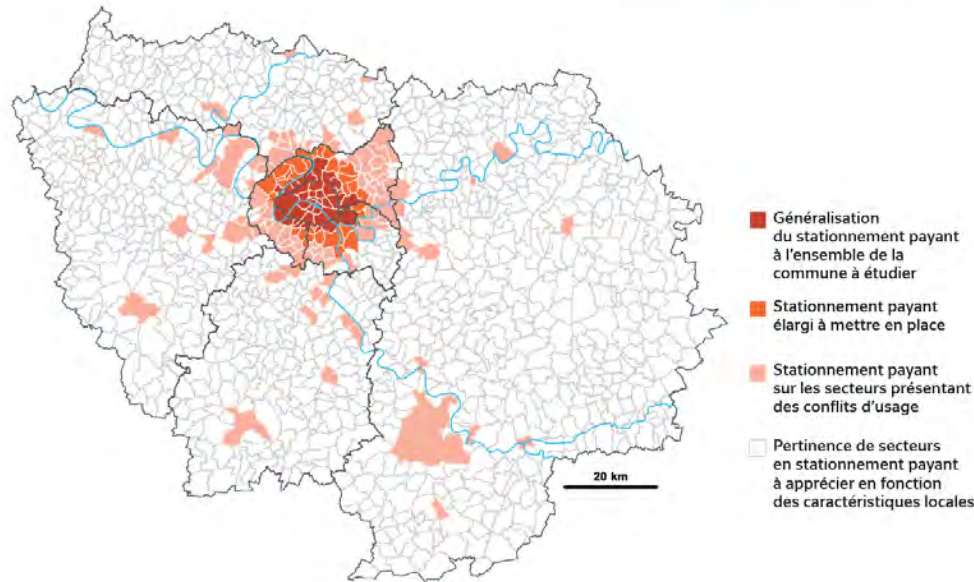 Généralisation
du stationnement payant
à l'ensemble de la
commune à étudier
Stationnement payant
élargi à mettre en place
Stationnement payant
sur les secteurs présentant
des conflits d'usage
Pertinence de secteurs
en stationnement payant
à apprécier en fonction
des caractéristiques locales
20 km